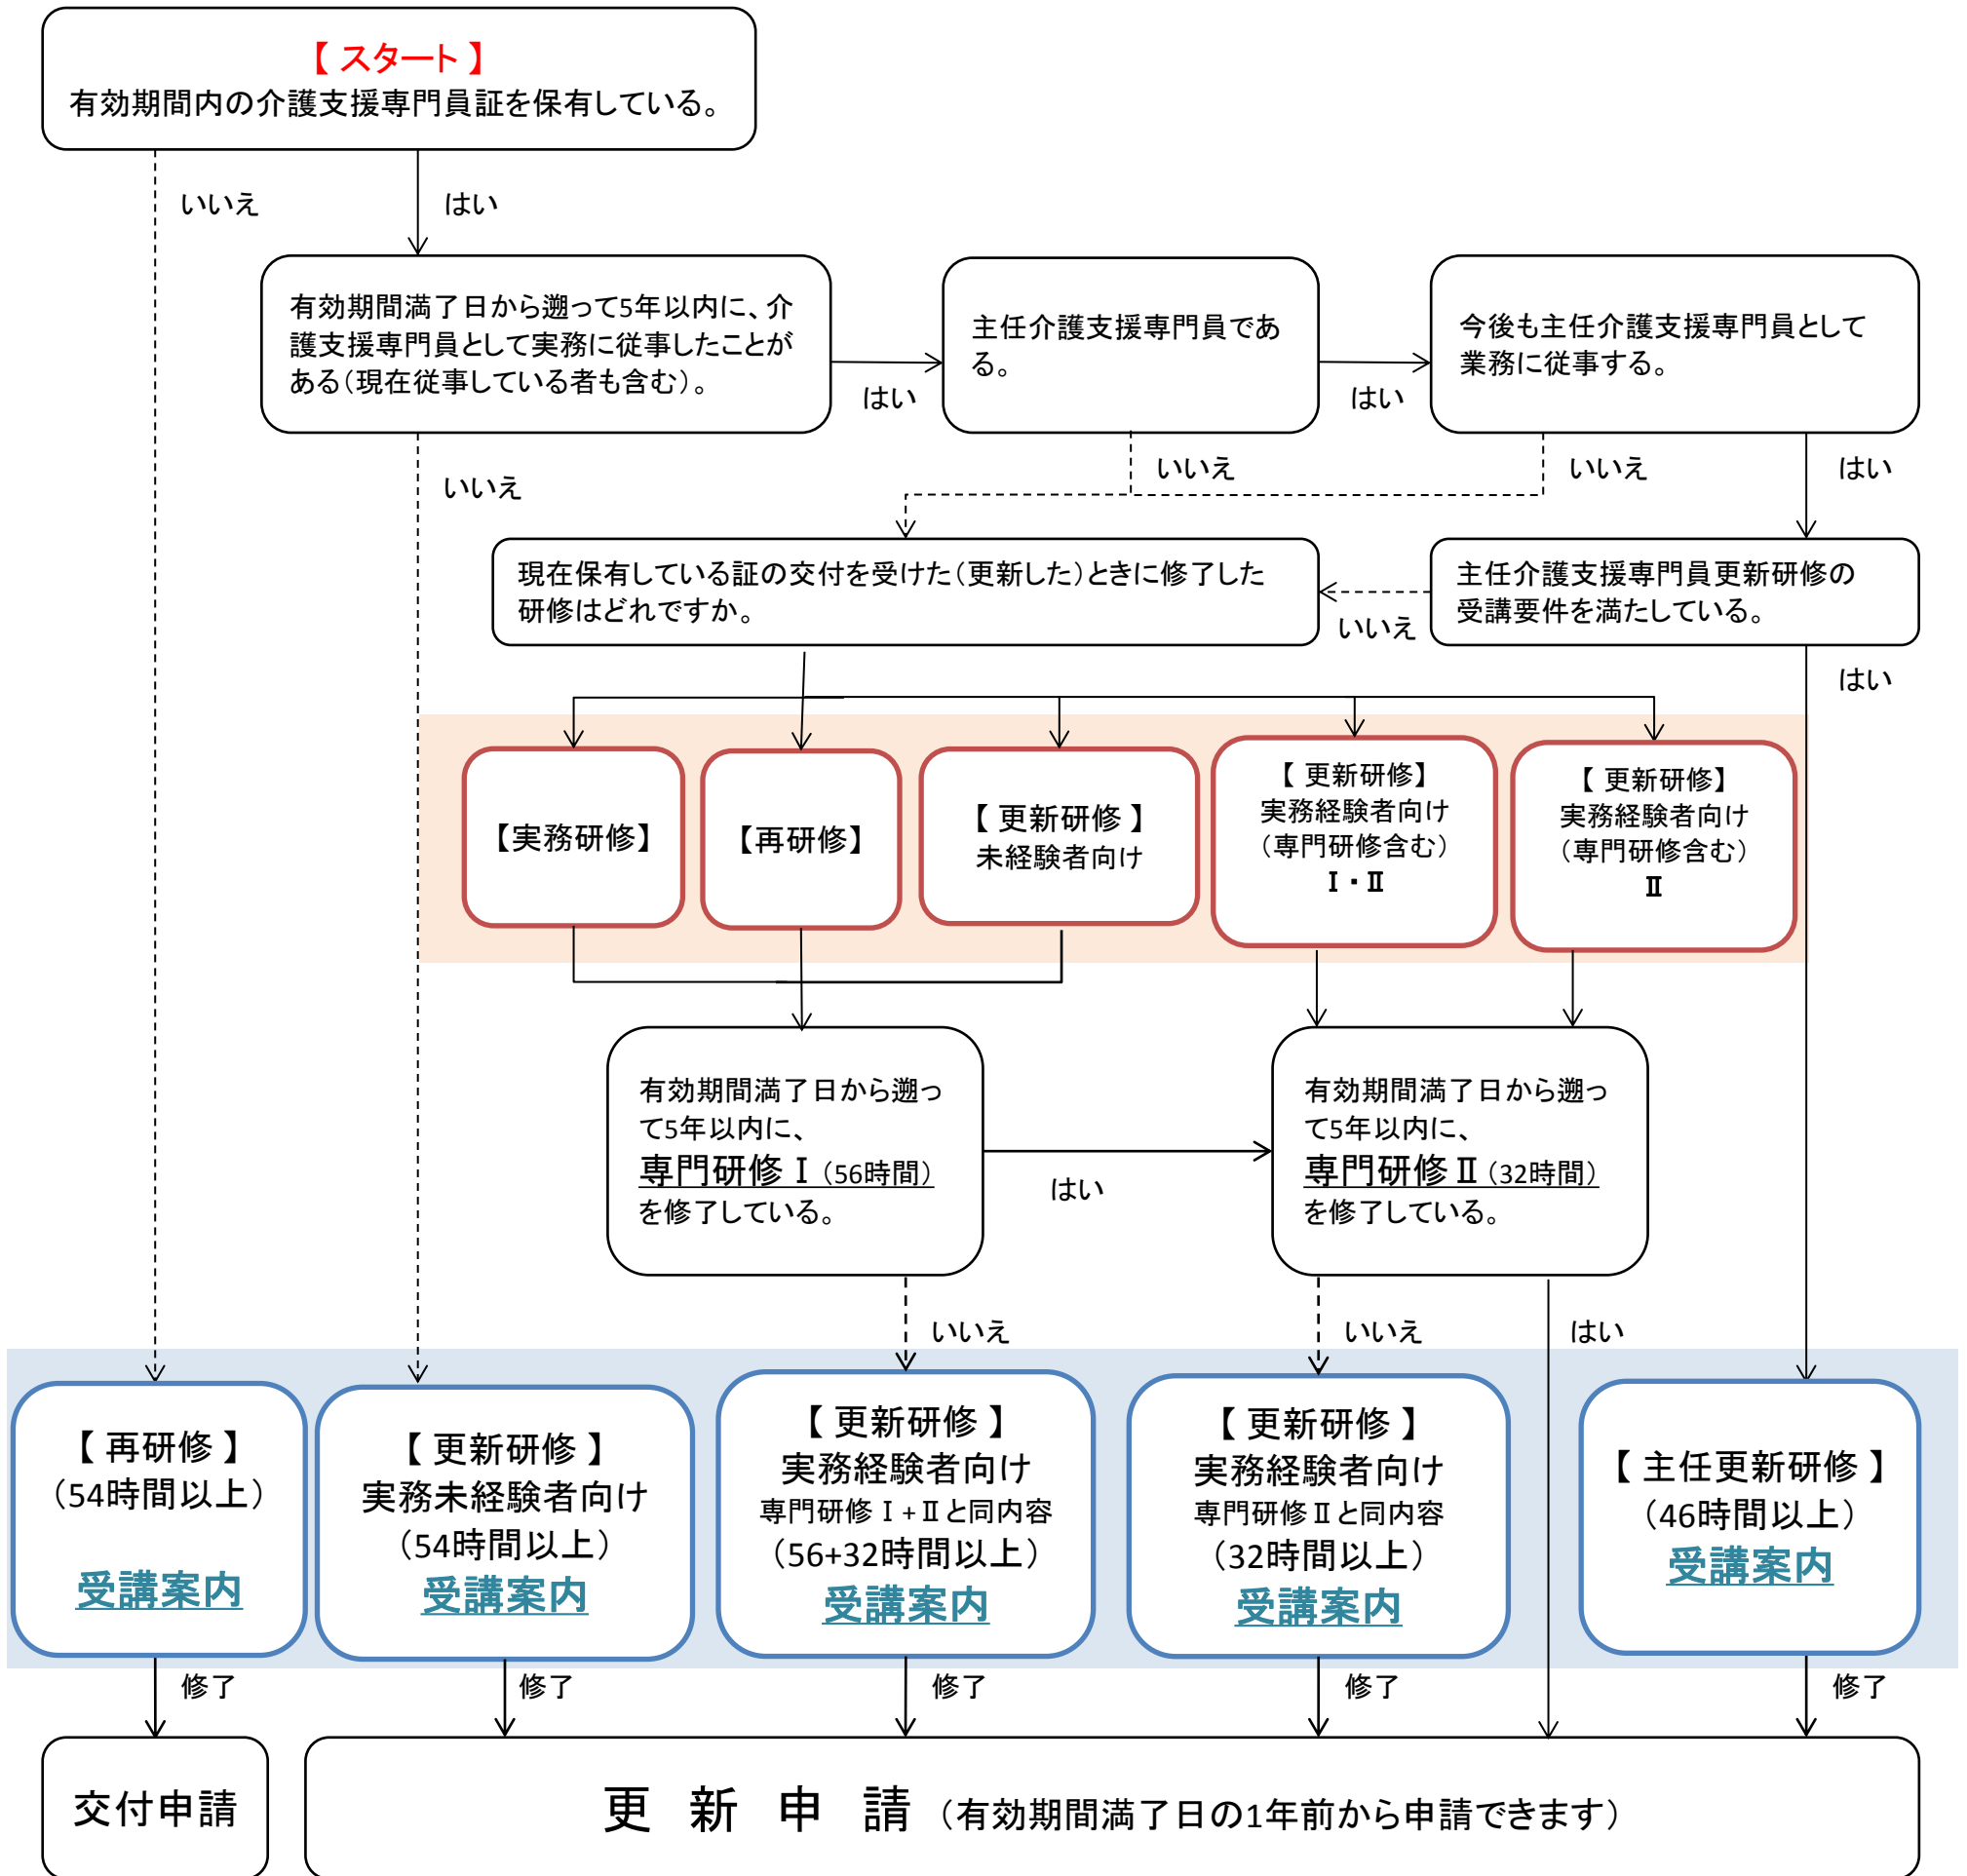 【 スタート 】
有効期間内の介護支援専門員証を保有している。
いいえ
はい
有効期間満了日から遡って5年以内に、介
護支援専門員として実務に従事したことが
ある（現在従事している者も含む）。
はい
主任介護支援専門員であ
る。
はい
今後も主任介護支援専門員として
業務に従事する。
いいえ
いいえ
いいえ
はい
現在保有している証の交付を受けた（更新した）ときに修了した
研修はどれですか。
いいえ
主任介護支援専門員更新研修の
受講要件を満たしている。
はい
【実務研修】
【再研修】
【 更新研修 】
未経験者向け
【 更新研修】
実務経験者向け
（専門研修含む）
Ⅰ・Ⅱ
【 更新研修】
実務経験者向け
（専門研修含む）
Ⅱ
有効期間満了日から遡っ
て5年以内に、
専門研修Ⅰ（56時間）
を修了している。
はい
有効期間満了日から遡っ
て5年以内に、
専門研修Ⅱ（32時間）
を修了している。
いいえ
いいえ
はい
【 再研修 】
（54時間以上）
受講案内
【 更新研修 】
実務未経験者向け
（54時間以上）
受講案内
【 更新研修 】
実務経験者向け
専門研修Ⅰ+Ⅱと同内容
（56+32時間以上）
受講案内
【 更新研修 】
実務経験者向け
専門研修Ⅱと同内容
（32時間以上）
受講案内
【 主任更新研修 】
（46時間以上）
受講案内
修了
修了
修了
修了
修了
交付申請
更 新 申 請（有効期間満了日の1年前から申請できます）